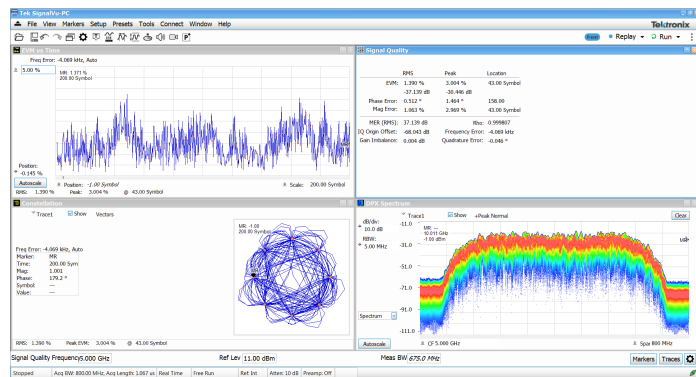 Tek SignalVu-PC
File View Markers Setup Presets Tools Connect Window Help
Tektronix
Replay Run
EVM vs Time
Freq Error: -4.069 kHz, Auto
5.00 %
MR: 1.371 %
200.00 Symbol
MR
Position:
-0.145 %
Autoscale
Position: -1.00 Symbol
Scale: 200.00 Symbol
RMS: 1.390 % Peak: 3.004 % @ 43.00 Symbol
Signal Quality
RMS Peak Location
EVM: 1.390 % 3.004 % 43.00 Symbol
-37.139 dB -30.446 dB
Phase Error: 0.512 ° 1.464 ° 158.00
Mag Error: 1.063 % 2.969 % 43.00 Symbol
MER (RMS): 37.139 dB Rho: 0.999807
IQ Origin Offset: -68.043 dB Frequency Error: -4.069 kHz
Gain Imbalance: 0.004 dB Quadrature Error: -0.046 °
Constellation
Trace1 Show Vectors
MR: -1.00
200.00 Symbol
Freq Error: -4.069 kHz, Auto
Marker: MR
Time: 200.00 Sym
Mag: 1.001
Phase: 179.2 °
Symbol ---
Value: ---
RMS: 1.390 % Peak EVM: 3.004 % @ 43.00 Symbol
DPX Spectrum
Trace1 Show +Peak Normal Clear
dB/div:
10.0 dB
RBW:
5.00 MHz
-11.0
MR: ---
10.011 GHz
-1.00 dBm
MR
-31.0
-51.0
-71.0
-91.0
-111.0
Spectrum
Autoscale
CF 5.000 GHz
Span 800 MHz
Signal Quality Frequency 5.000 GHz Ref Lev 11.00 dBm Meas BW 675.0 MHz Markers Traces
Stopped Acq BW: 800.00 MHz, Acq Length: 1.067 us Real Time Free Run Ref: Int Atten: 10 dB Preamp: Off